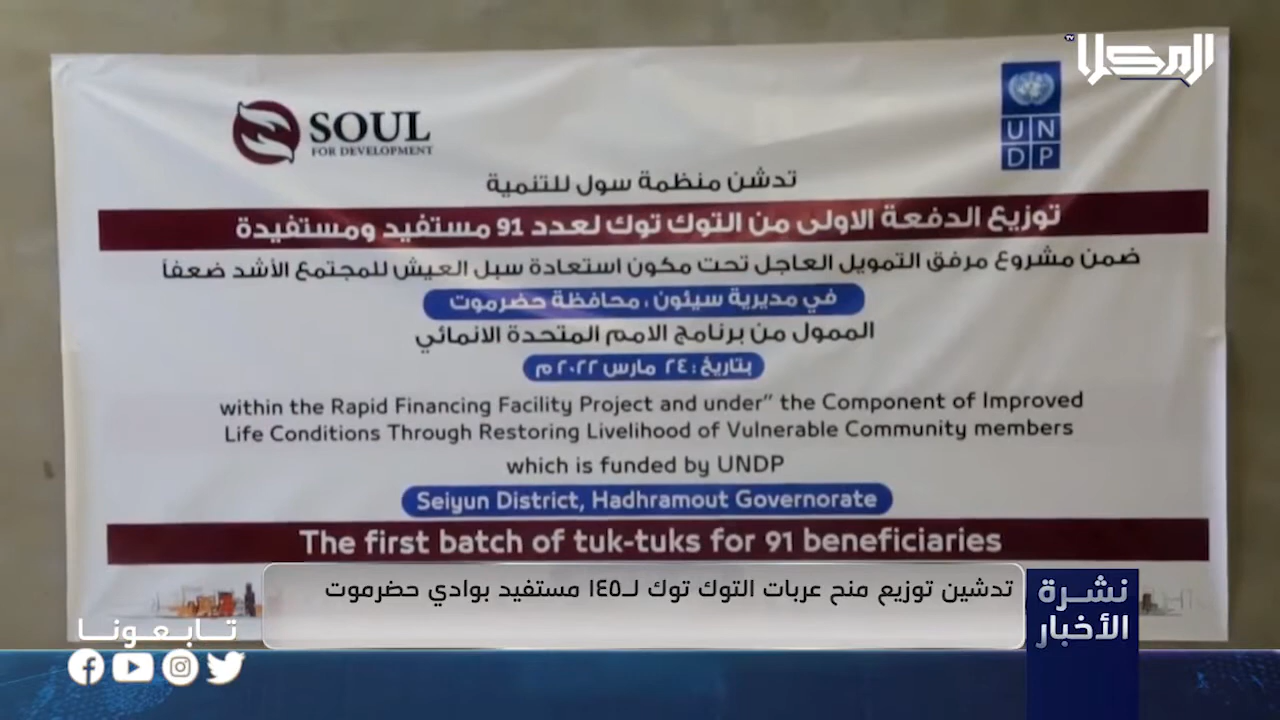 المكلا
TV
SOUL
FOR DEVELOPMENT
UN
DP
تدشن منظمة سول للتنمية
توزيع الدفعة الاولى من التوك توك لعدد 91 مستفيد ومستفيدة
ضمن مشروع مرفق التمويل العاجل تحت مكون استعادة سبل العيش للمجتمع الأشد ضعفاً
في مديرية سيئون، محافظة حضرموت
الممول من برنامج الامم المتحدة الانمائي
بتاريخ: ٢٤ مارس ٢٠٢٢ م
within the Rapid Financing Facility Project and under” the Component of Improved
Life Conditions Through Restoring Livelihood of Vulnerable Community members
which is funded by UNDP
Seiyun District, Hadhramout Governorate
The first batch of tuk-tuks for 91 beneficiaries
نشرة
الأخبار
تدشين توزيع منح عربات التوك توك لـ١٤٥ مستفيد بوادي حضرموت
تابعونا